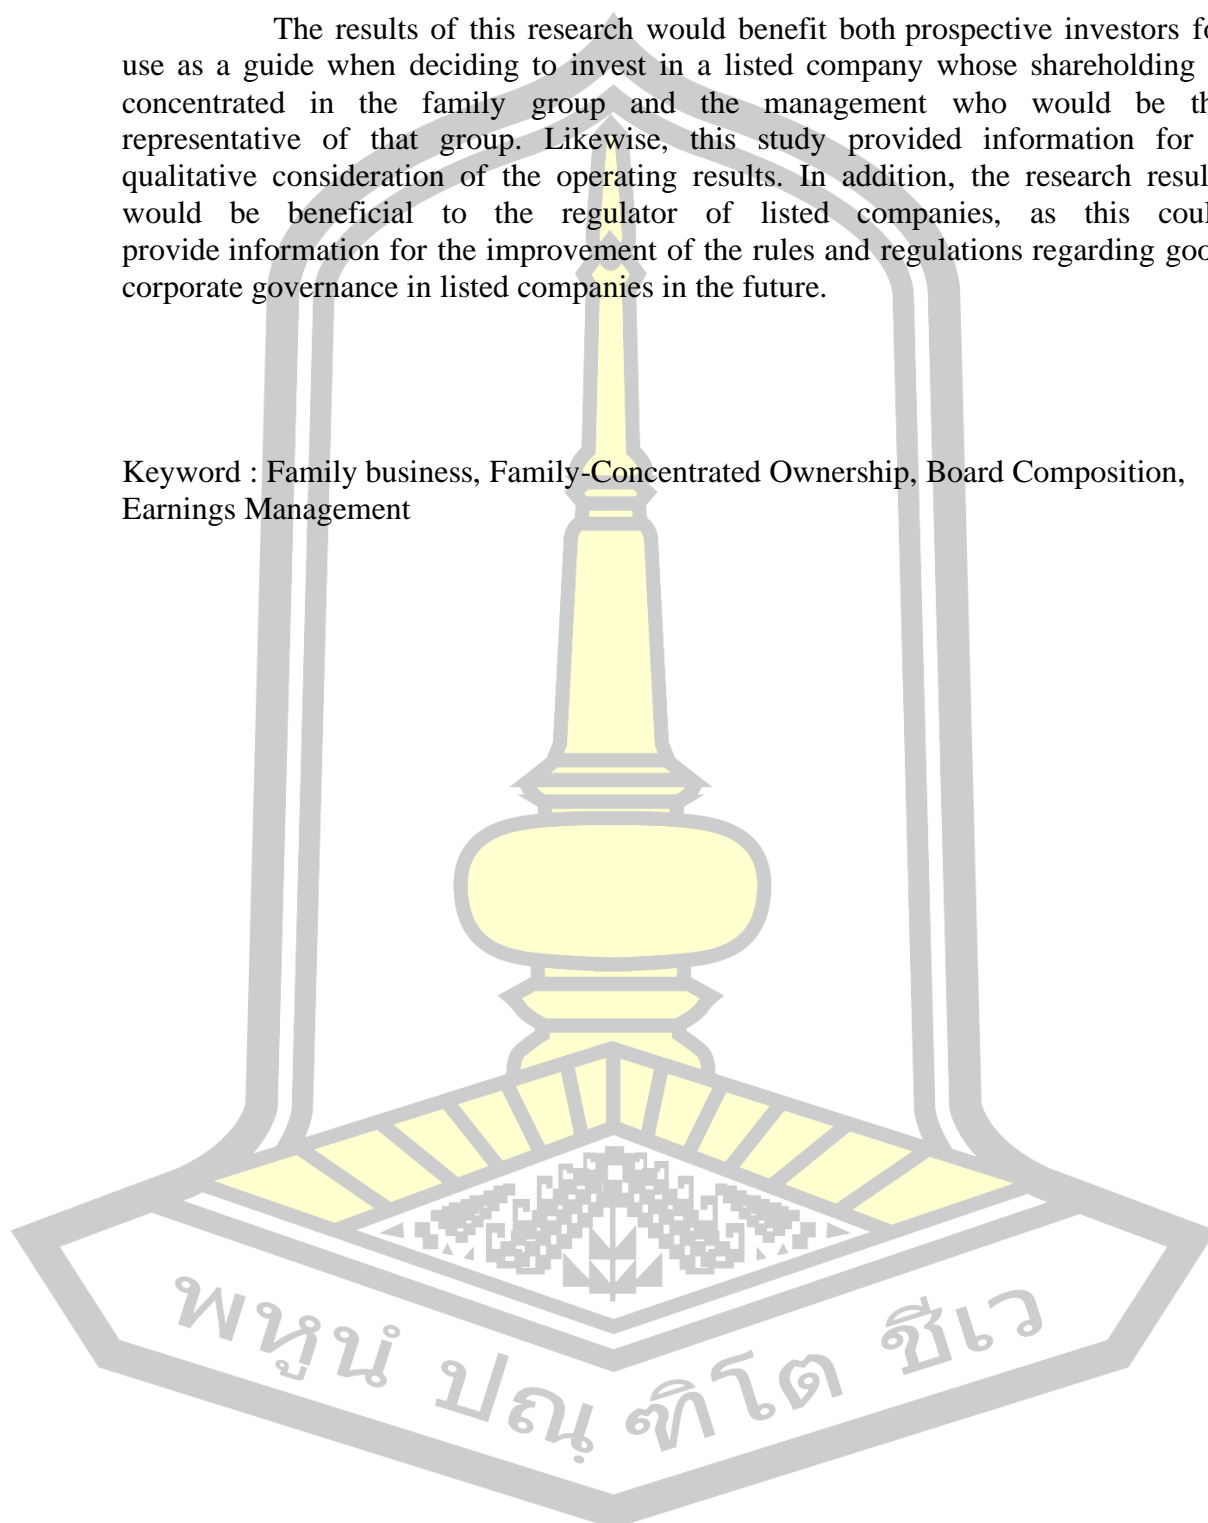 The results of this research would benefit both prospective investors fo
use as a guide when deciding to invest in a listed company whose shareholding
concentrated in the family group and the management who would be th
representative of that group. Likewise, this study provided information for
qualitative consideration of the operating results. In addition, the research resul
would be beneficial to the regulator of listed companies, as this coul
provide information for the improvement of the rules and regulations regarding goo
corporate governance in listed companies in the future.
Keyword : Family business, Family-Concentrated Ownership, Board Composition,
Earnings Management
พหูนํ ปณฺฑิโต ชีเว